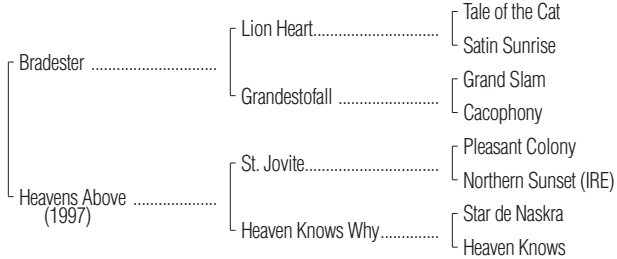 Tale of the Cat
Lion Heart..............................
Satin Sunrise
Bradester ..............................
Grand Slam
Grandestofall ........................
Cacophony
Pleasant Colony
St. Jovite................................
Northern Sunset (IRE)
Heavens Above ....................
(1997)
Star de Naskra
Heaven Knows Why..............
Heaven Knows